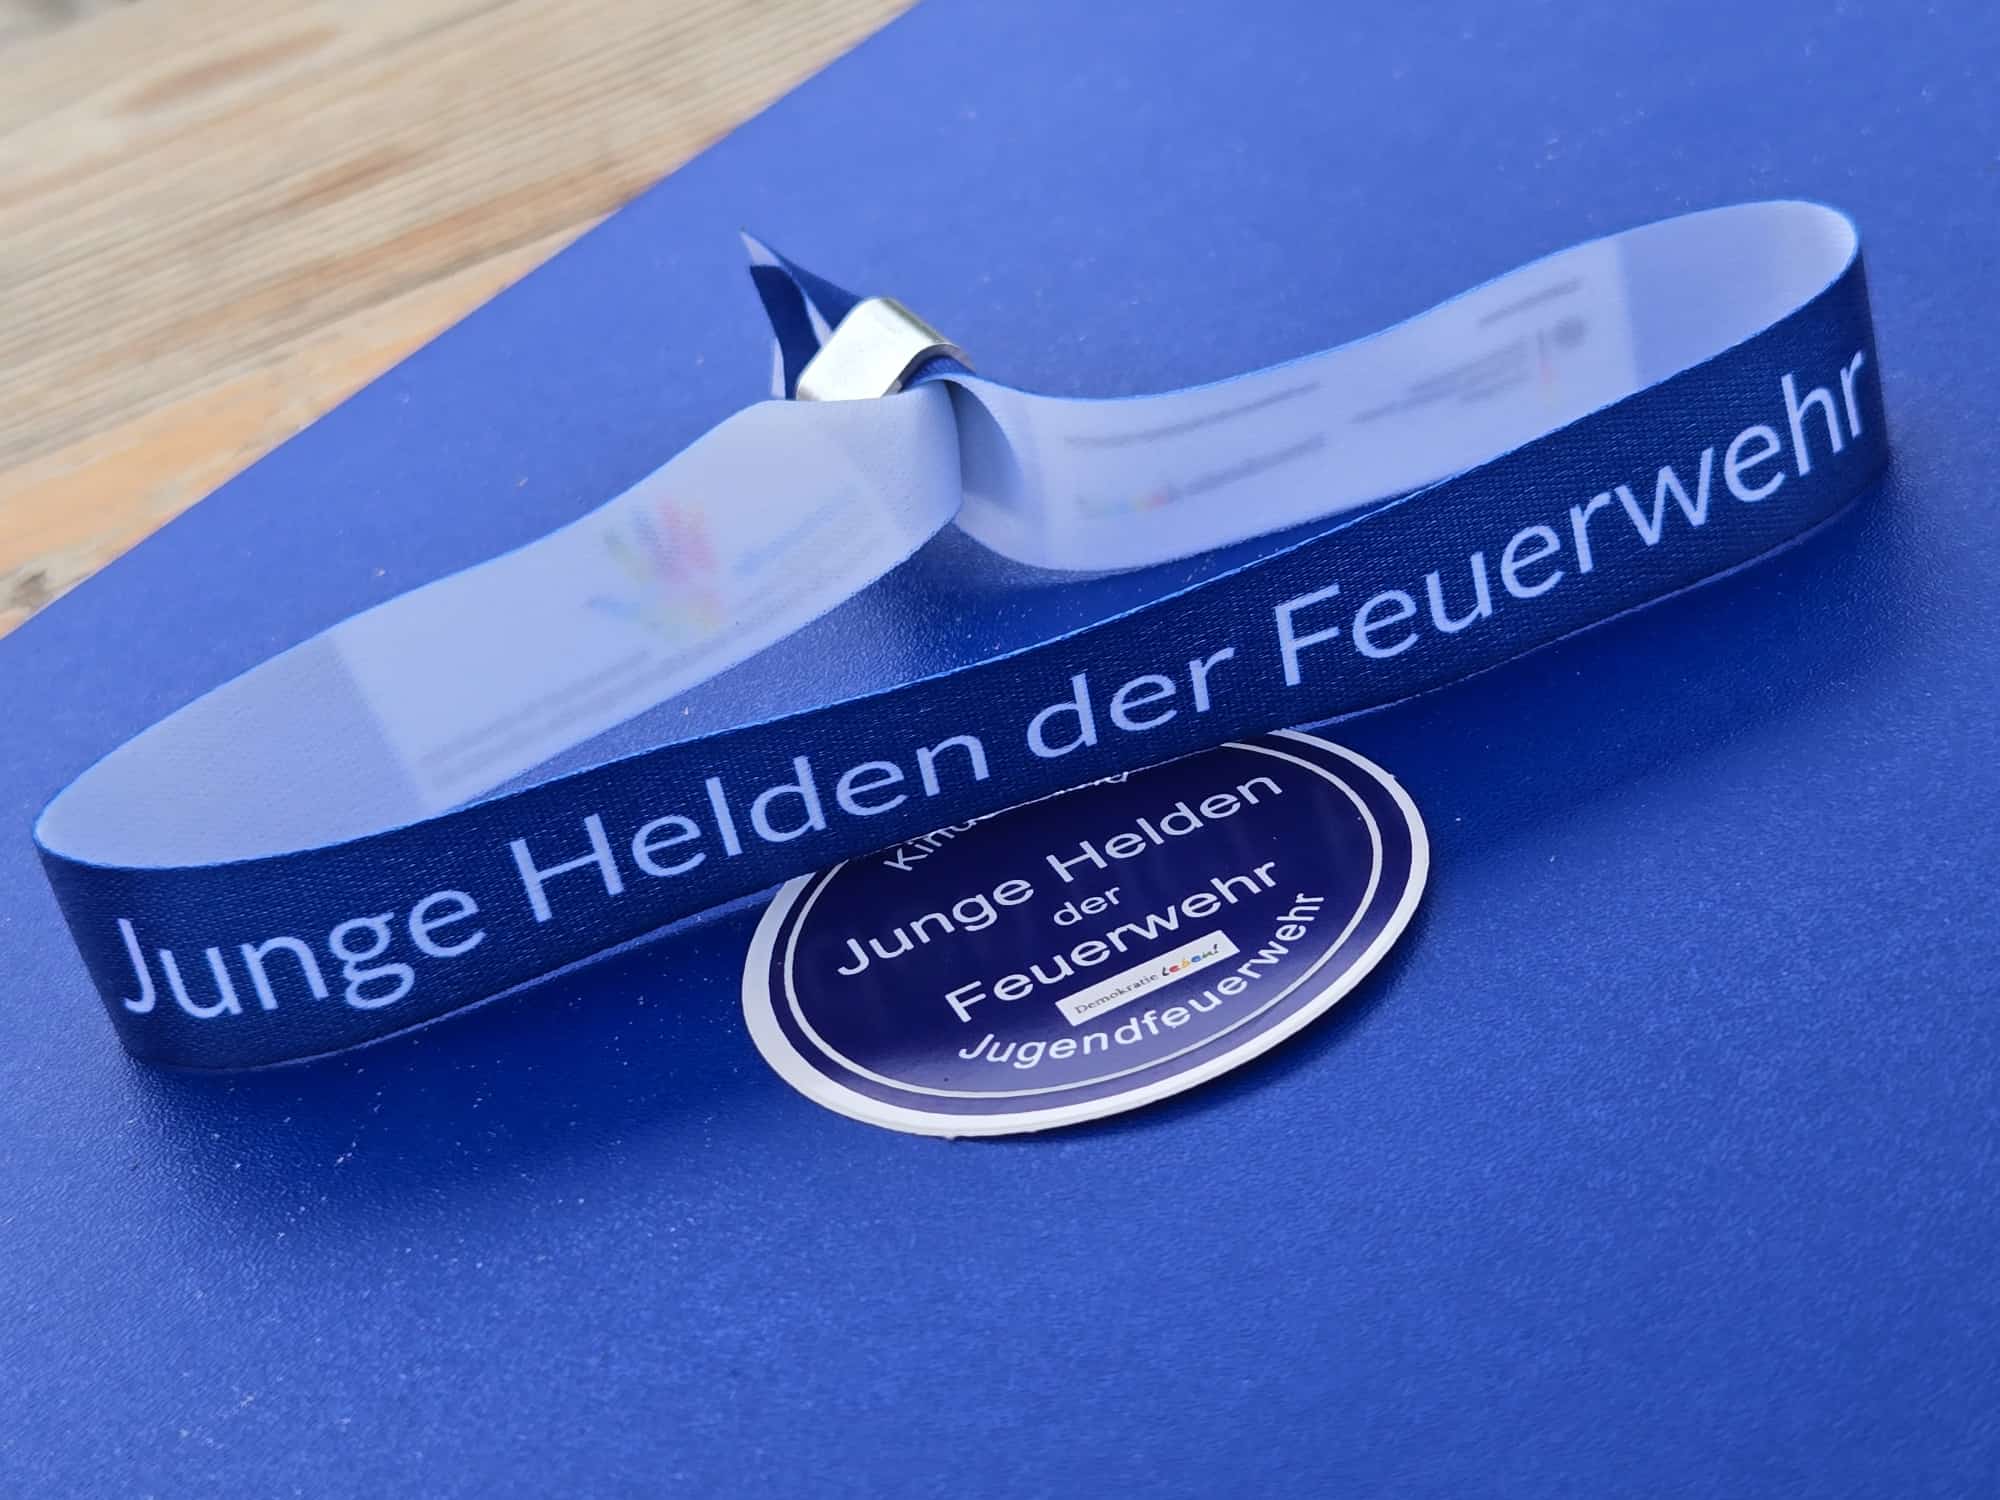 Junge Helden der Feuerwehr
Junge Helden
der
Feuerwehr
Demokratie leben!
Jugendfeuerwehr